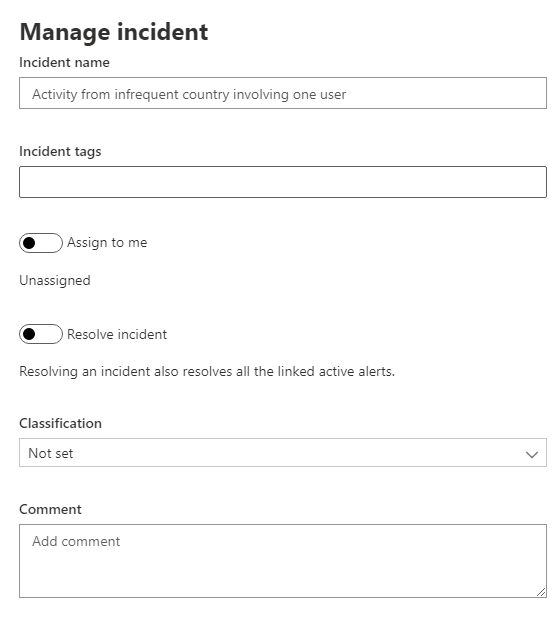 Manage incident
Incident name
Activity from infrequent country involving one user
Incident tags
Assign to me
Unassigned
Resolve incident
Resolving an incident also resolves all the linked active alerts.
Classification
Not set
Comment
Add comment